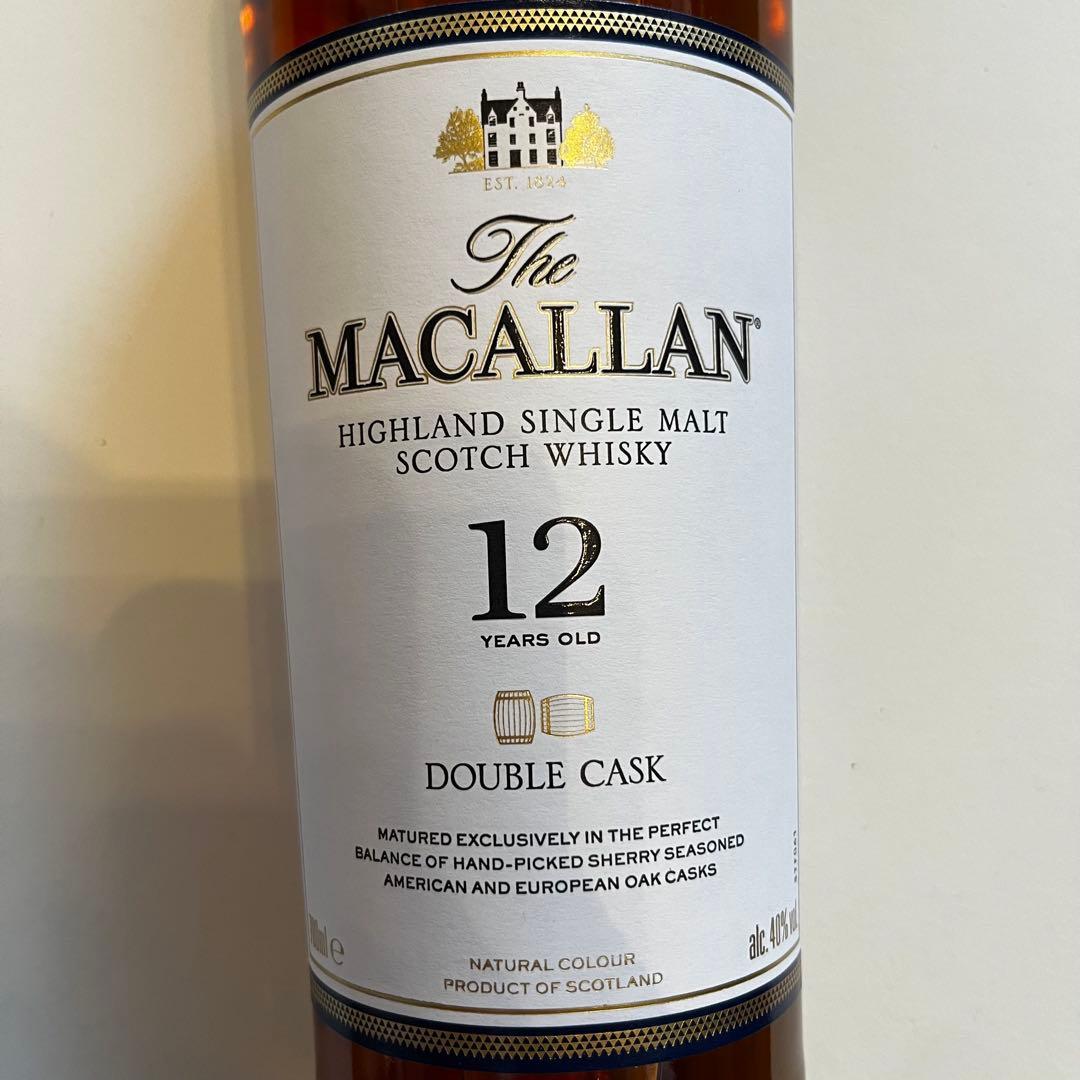 EST. 1824
The
MACALLAN®
HIGHLAND SINGLE MALT
SCOTCH WHISKY
12
YEARS OLD
DOUBLE CASK
MATURED EXCLUSIVELY IN THE PERFECT
BALANCE OF HAND-PICKED SHERRY SEASONED
AMERICAN AND EUROPEAN OAK CASKS
alc. 40% vol.
NATURAL COLOUR
PRODUCT OF SCOTLAND